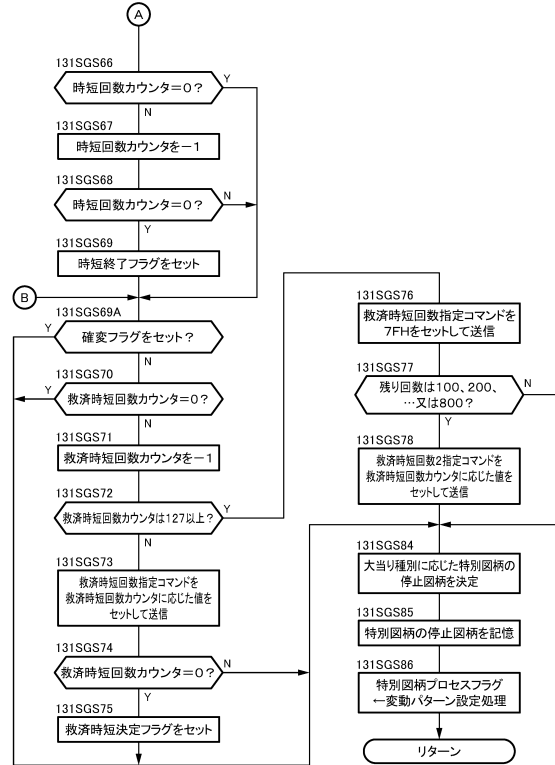 A
131SGS66
時短回数カウンタ=0?
Y
N
131SGS67
時短回数カウンタを－1
131SGS68
時短回数カウンタ=0?
N
Y
131SGS69
時短終了フラグをセット
B
131SGS69A
Y
確変フラグをセット?
N
131SGS70
Y
救済時短回数カウンタ=0?
N
131SGS71
救済時短回数カウンタを－1
131SGS72
救済時短回数カウンタは127以上?
Y
N
131SGS73
救済時短回数指定コマンドを
救済時短回数カウンタに応じた値を
セットして送信
131SGS74
救済時短回数カウンタ=0?
N
Y
131SGS75
救済時短決定フラグをセット
131SGS76
救済時短回数指定コマンドを
7FHをセットして送信
131SGS77
残り回数は100、200、
…又は800?
N
Y
131SGS78
救済時短回数2指定コマンドを
救済時短回数カウンタに応じた値を
セットして送信
131SGS84
大当り種別に応じた特別図柄の
停止図柄を決定
131SGS85
特別図柄の停止図柄を記憶
131SGS86
特別図柄プロセスフラグ
←変動パターン設定処理
リターン